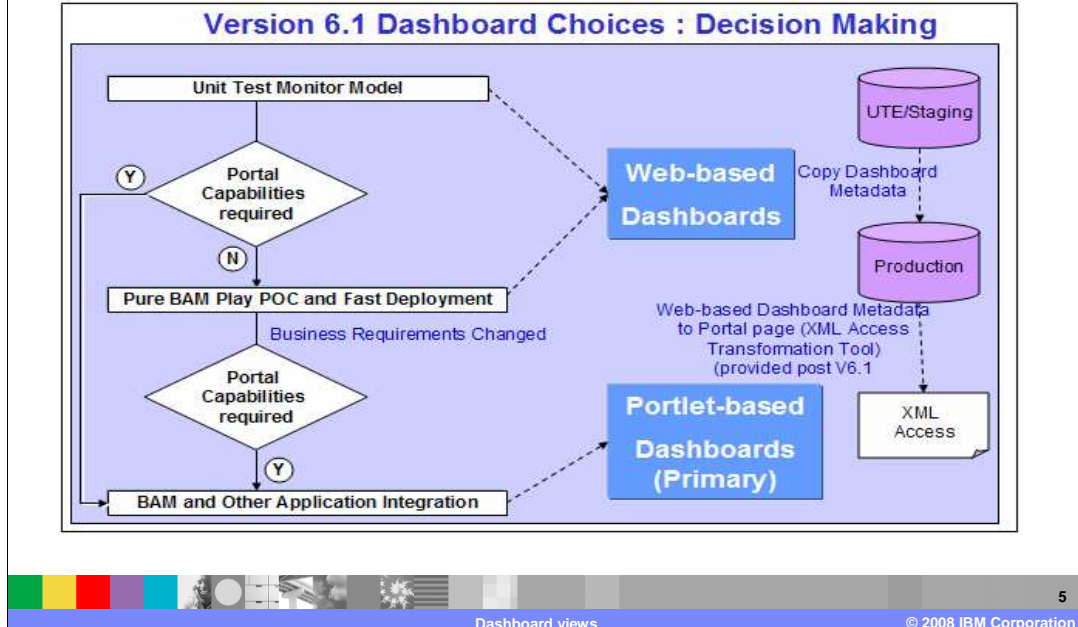 Version 6.1 Dashboard Choices : Decision Making
Unit Test Monitor Model
Y
Portal
Capabilities
required
N
Pure BAM Play POC and Fast Deployment
Business Requirements Changed
Portal
Capabilities
required
Y
BAM and Other Application Integration
Web-based
Dashboards
Portlet-based
Dashboards
(Primary)
UTE/Staging
Copy Dashboard
Metadata
Production
Web-based Dashboard Metadata
to Portal page (XML Access
Transformation Tool)
(provided post V6.1
XML
Access
5
Dashboard views
© 2008 IBM Corporation